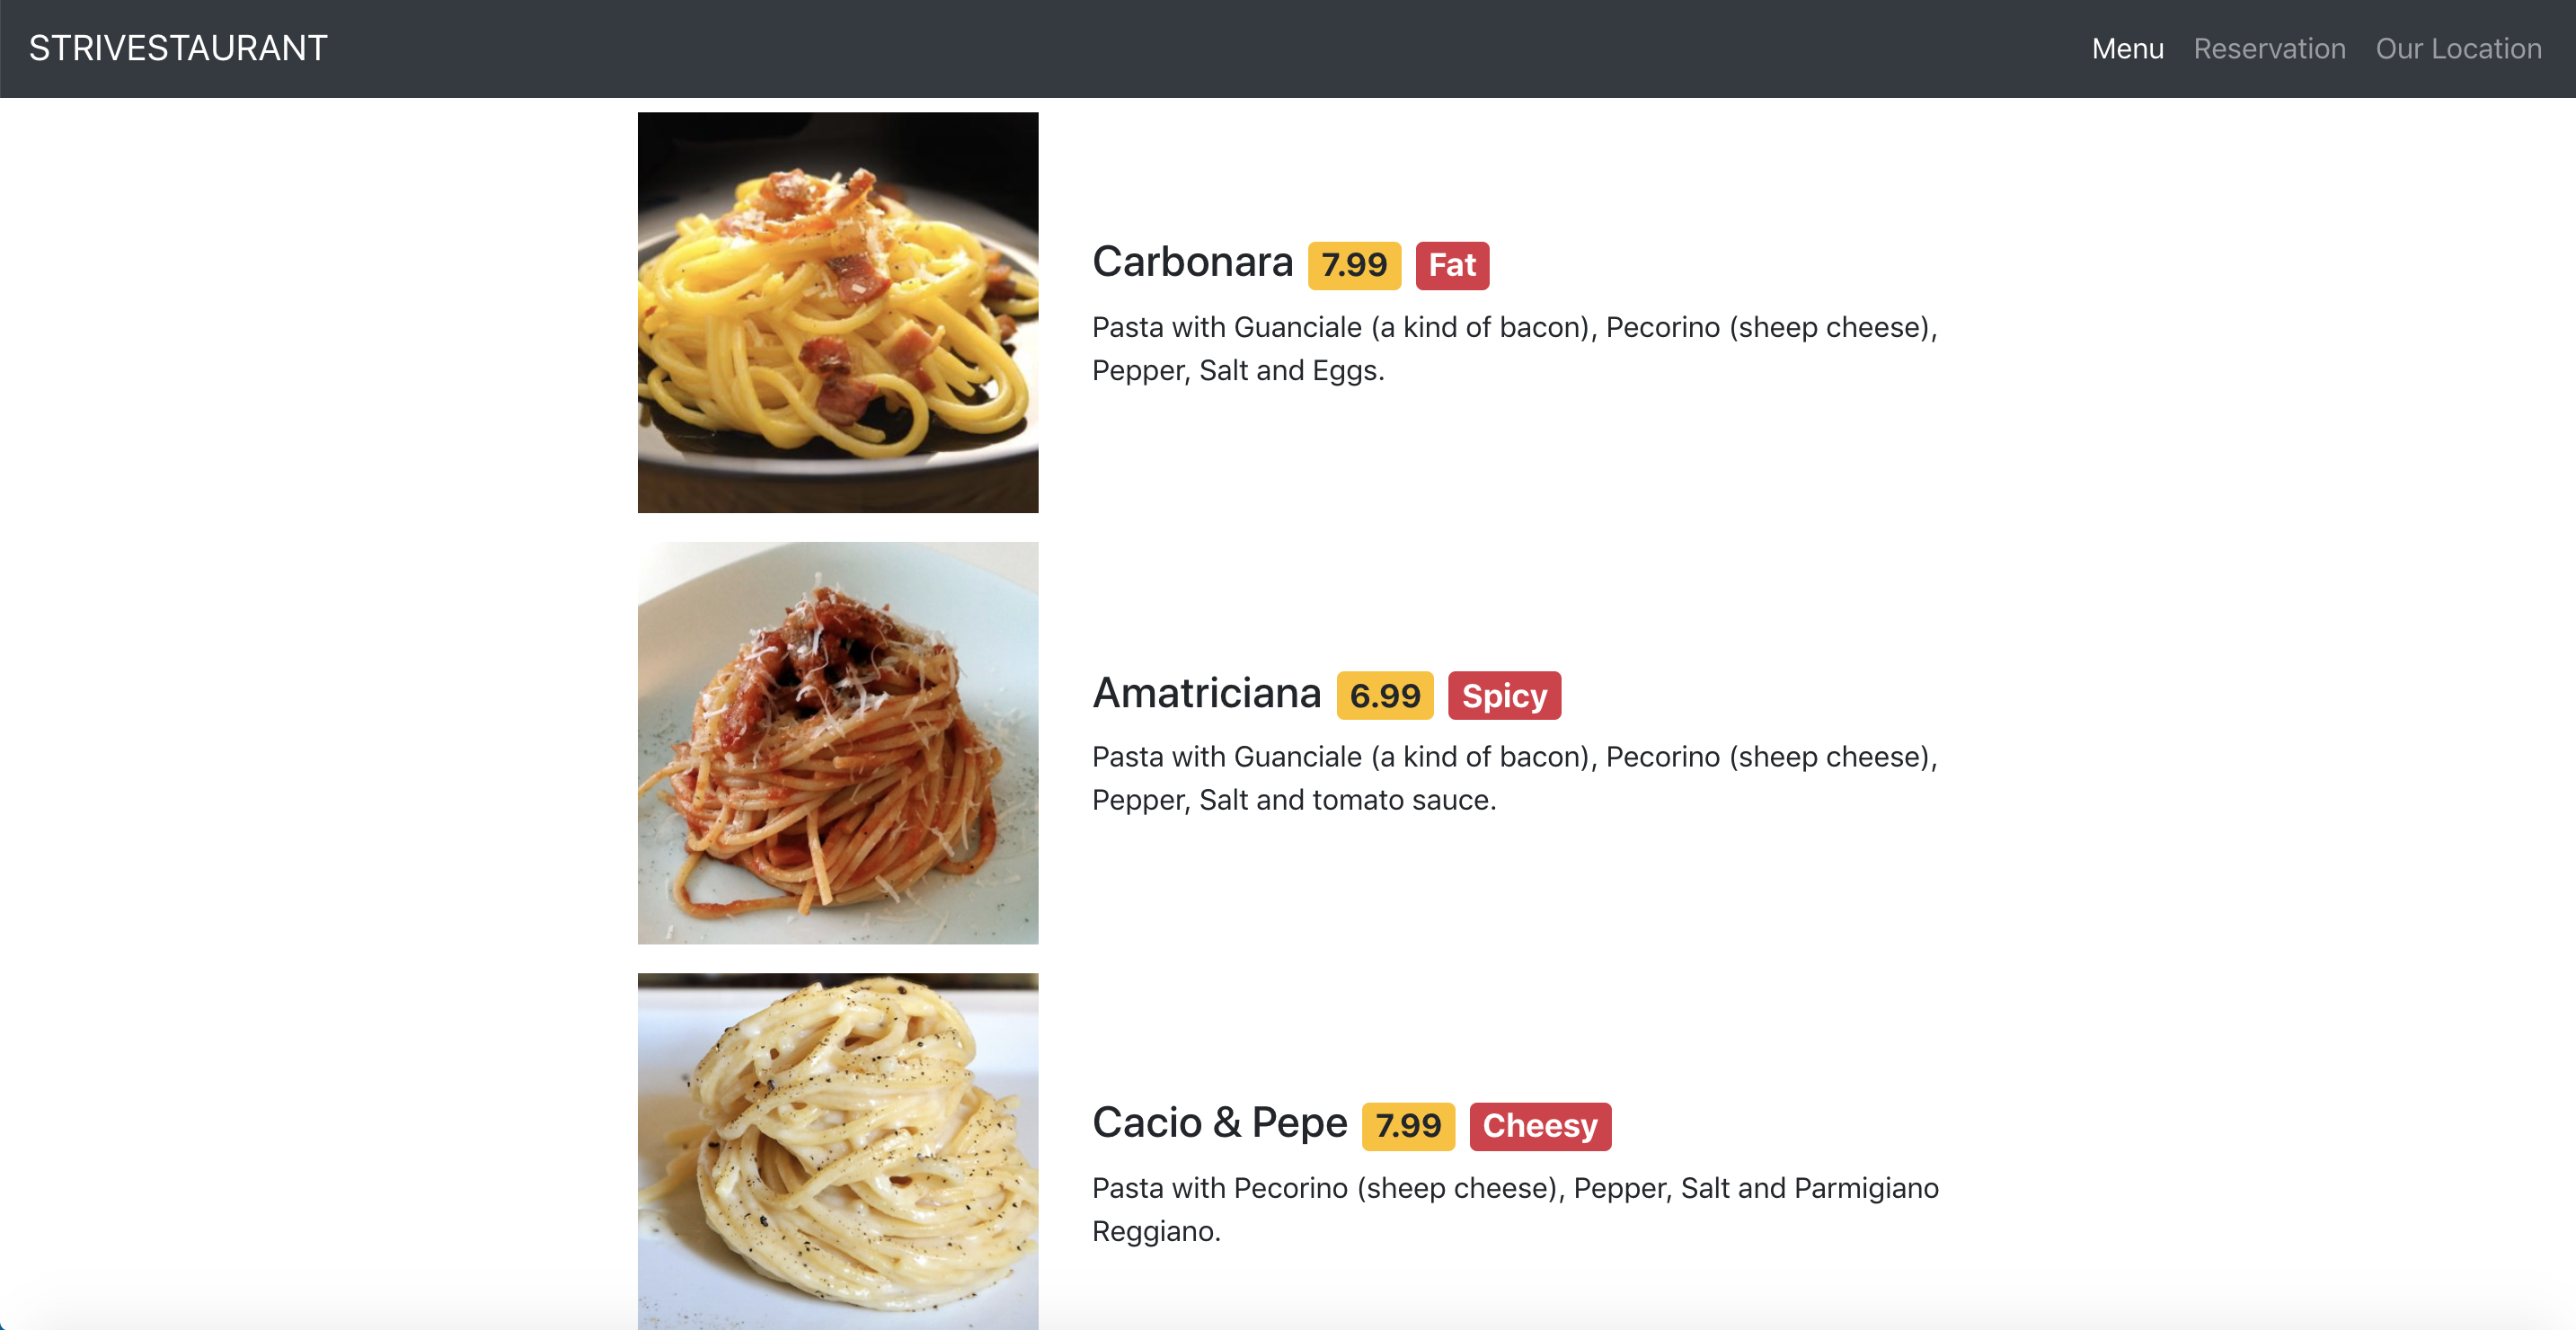 STRIVESTAURANT
Menu Reservation Our Location
Carbonara 7.99 Fat
Pasta with Guanciale (a kind of bacon), Pecorino (sheep cheese),
Pepper, Salt and Eggs.
Amatriciana 6.99 Spicy
Pasta with Guanciale (a kind of bacon), Pecorino (sheep cheese),
Pepper, Salt and tomato sauce.
Cacio & Pepe 7.99 Cheesy
Pasta with Pecorino (sheep cheese), Pepper, Salt and Parmigiano
Reggiano.